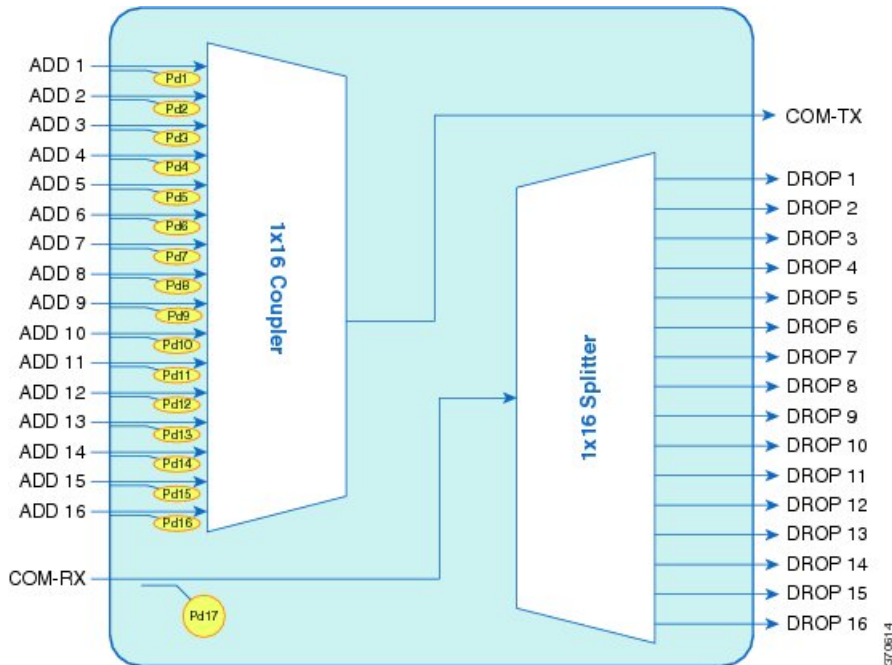 ADD 1
ADD 2
ADD 3
ADD 4
ADD 5
ADD 6
ADD 7
ADD 8
ADD 9
ADD 10
ADD 11
ADD 12
ADD 13
ADD 14
ADD 15
ADD 16
COM-RX
Pd1
Pd2
Pd3
Pd4
Pd5
Pd6
Pd7
Pd8
Pd9
Pd10
Pd11
Pd12
Pd13
Pd14
Pd15
Pd16
Pd17
1x16 Coupler
1x16 Splitter
COM-TX
DROP 1
DROP 2
DROP 3
DROP 4
DROP 5
DROP 6
DROP 7
DROP 8
DROP 9
DROP 10
DROP 11
DROP 12
DROP 13
DROP 14
DROP 15
DROP 16